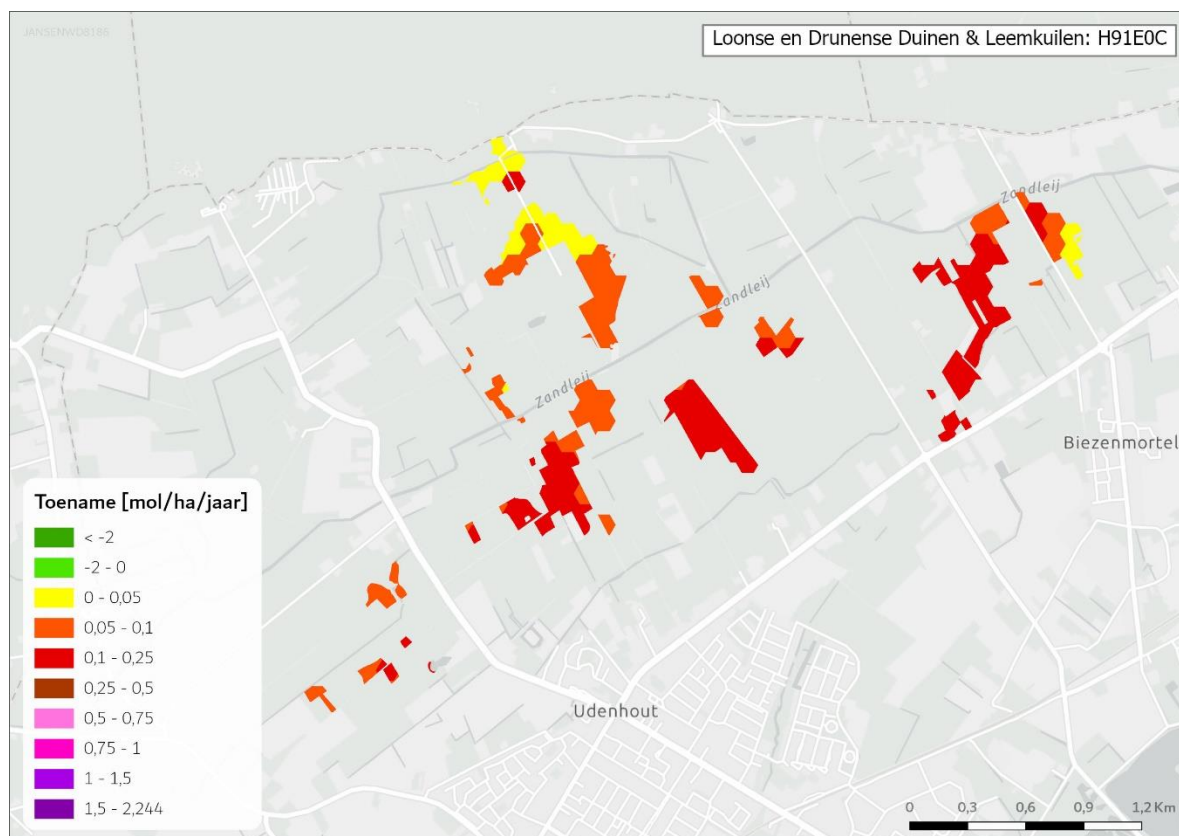 JANSENWD8186
Loonse en Drunense Duinen & Leemkuilen: H91E0C
Zandleij
Zandleij
Zandleij
Biezenmortel
Udenhout
Toename [mol/ha/jaar]
< -2
-2 - 0
0 - 0,05
0,05 - 0,1
0,1 - 0,25
0,25 - 0,5
0,5 - 0,75
0,75 - 1
1 - 1,5
1,5 - 2,244
0 0,3 0,6 0,9 1,2 Km